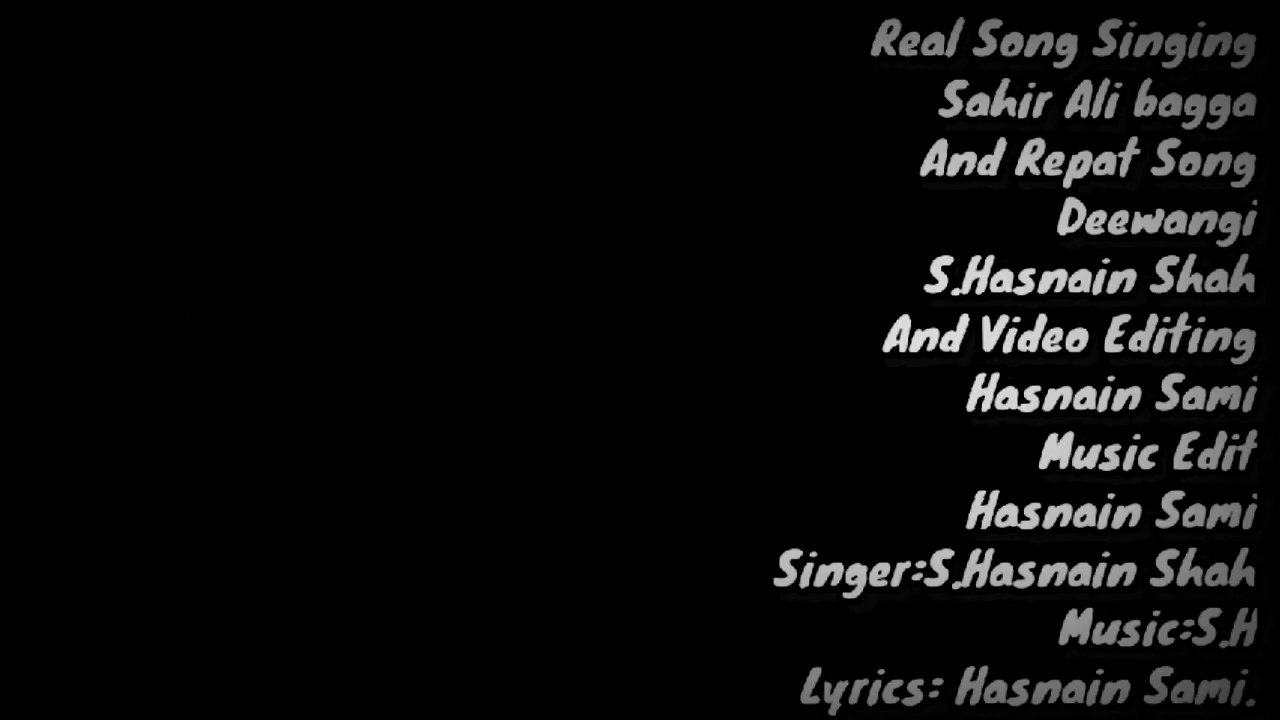 Real Song Singing
Sahir Ali bagga
And Repat Song
Deewangi
S.Hasnain Shah
And Video Editing
Hasnain Sami
Music Edit
Hasnain Sami
Singer:S.Hasnain Shah
Music:S.H
Lyrics: Hasnain Sami.